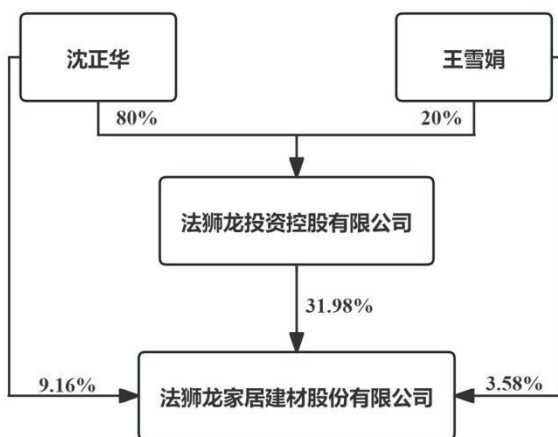 沈正华
王雪娟
80%
20%
法狮龙投资控股有限公司
31.98%
9.16%
3.58%
法狮龙家居建材股份有限公司